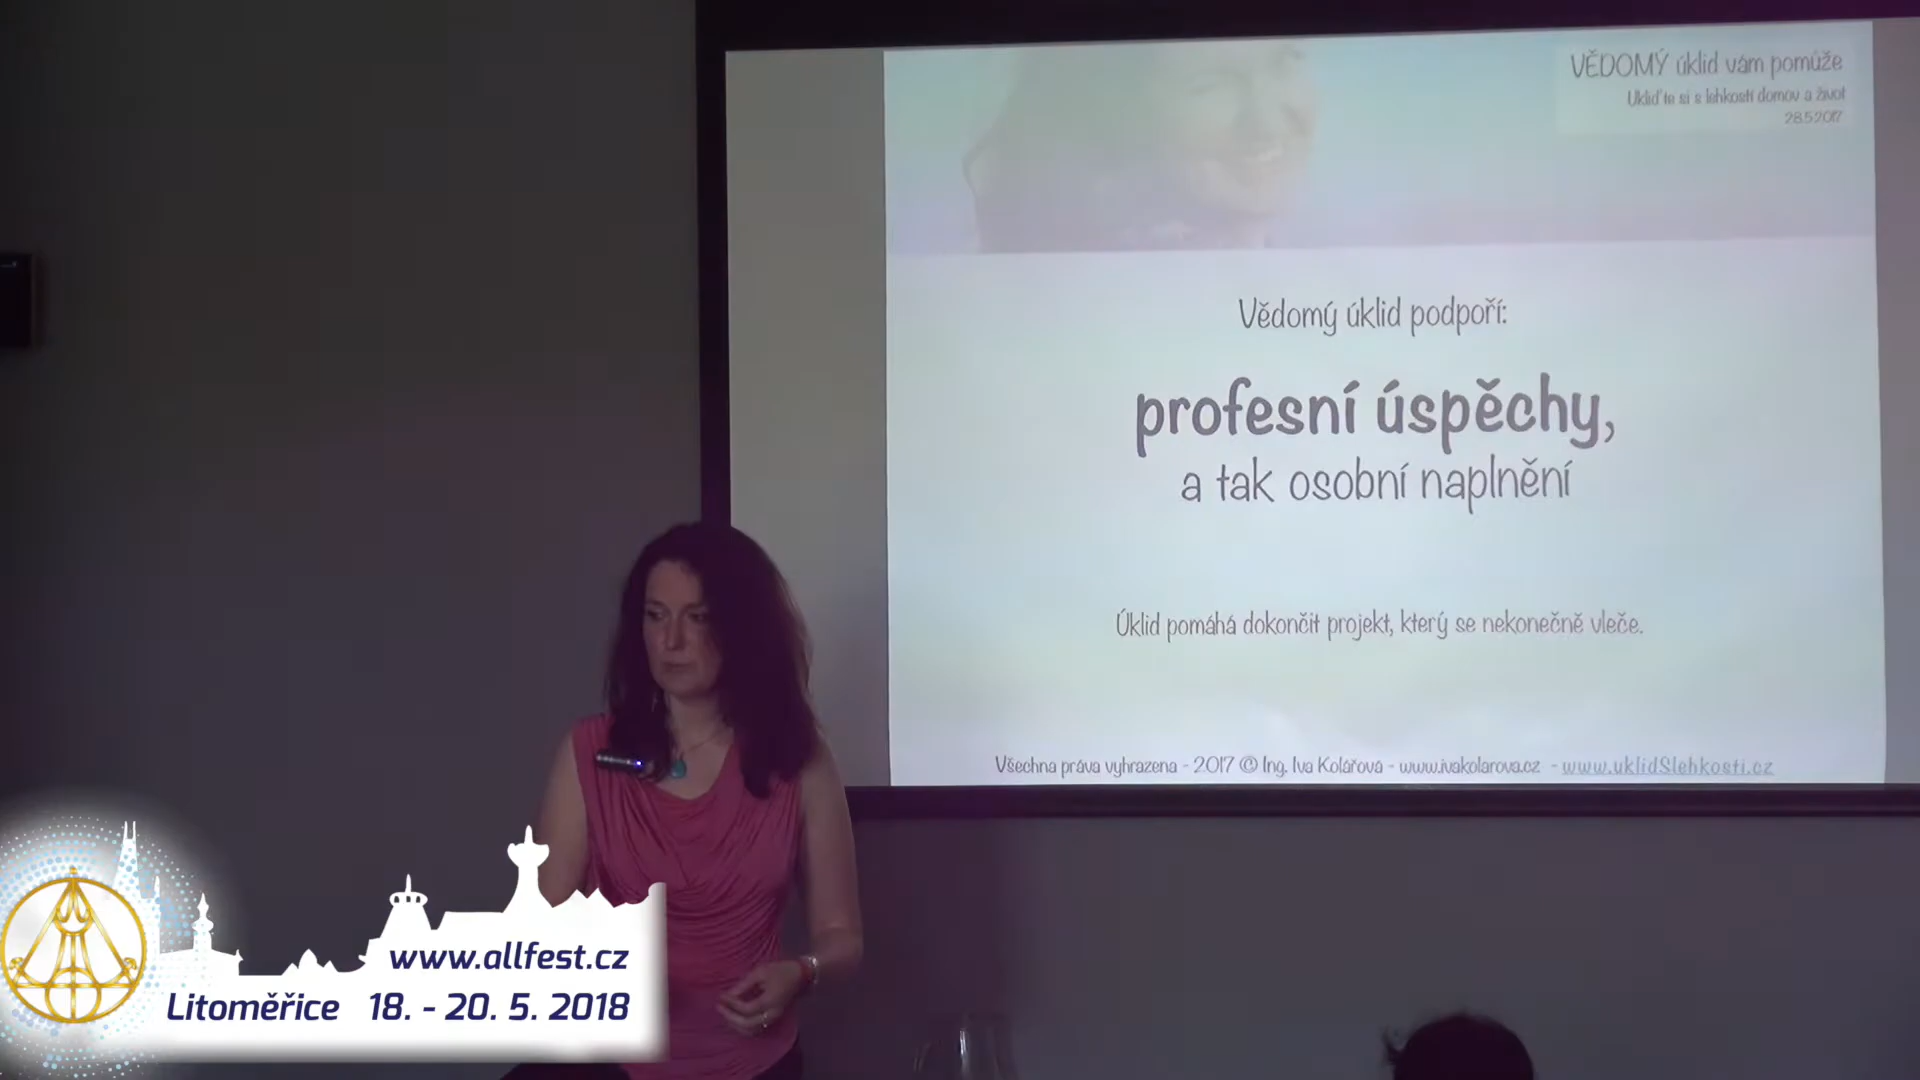 VĚDOMÝ úklid vám pomůže
Ukliďte si s lehkostí domov a život
28.5.2017
Vědomý úklid podpoří:
profesní úspěchy,
a tak osobní naplnění
Úklid pomáhá dokončit projekt, který se nekonečně vleče.
Všechna práva vyhrazena - 2017 © Ing. Iva Kolářová - www.ivakolarova.cz - www.uklidSlehkosti.cz
www.allfest.cz
Litoměřice 18. - 20. 5. 2018